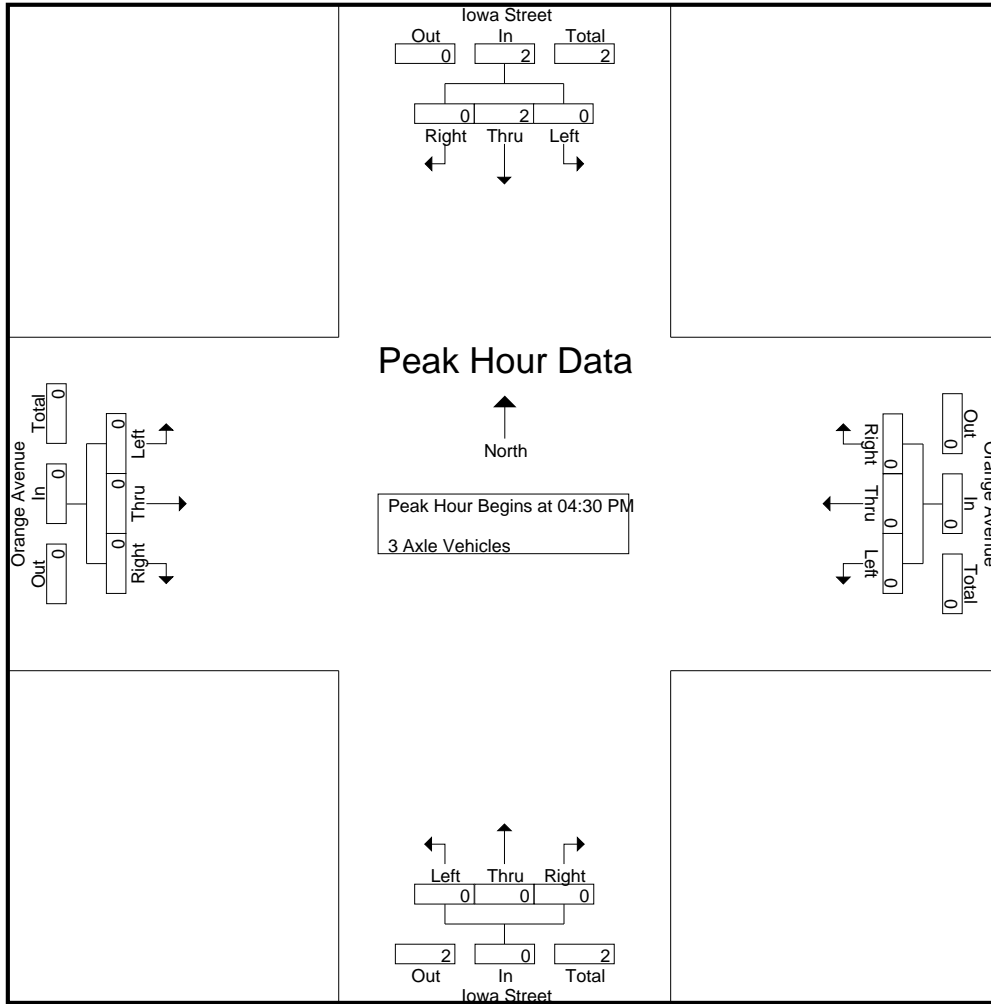 Iowa Street
Out In Total
0 2 2
0 2 0
Right Thru Left
Peak Hour Data
North
Peak Hour Begins at 04:30 PM
3 Axle Vehicles
Orange Avenue
Out In Total
0 0 0
Right Thru Left
0 0 0
Orange Avenue
Total In Out
0 0 0
Left Thru Right
0 0 0
Left Thru Right
0 0 0
2 0 2
Out In Total
Iowa Street